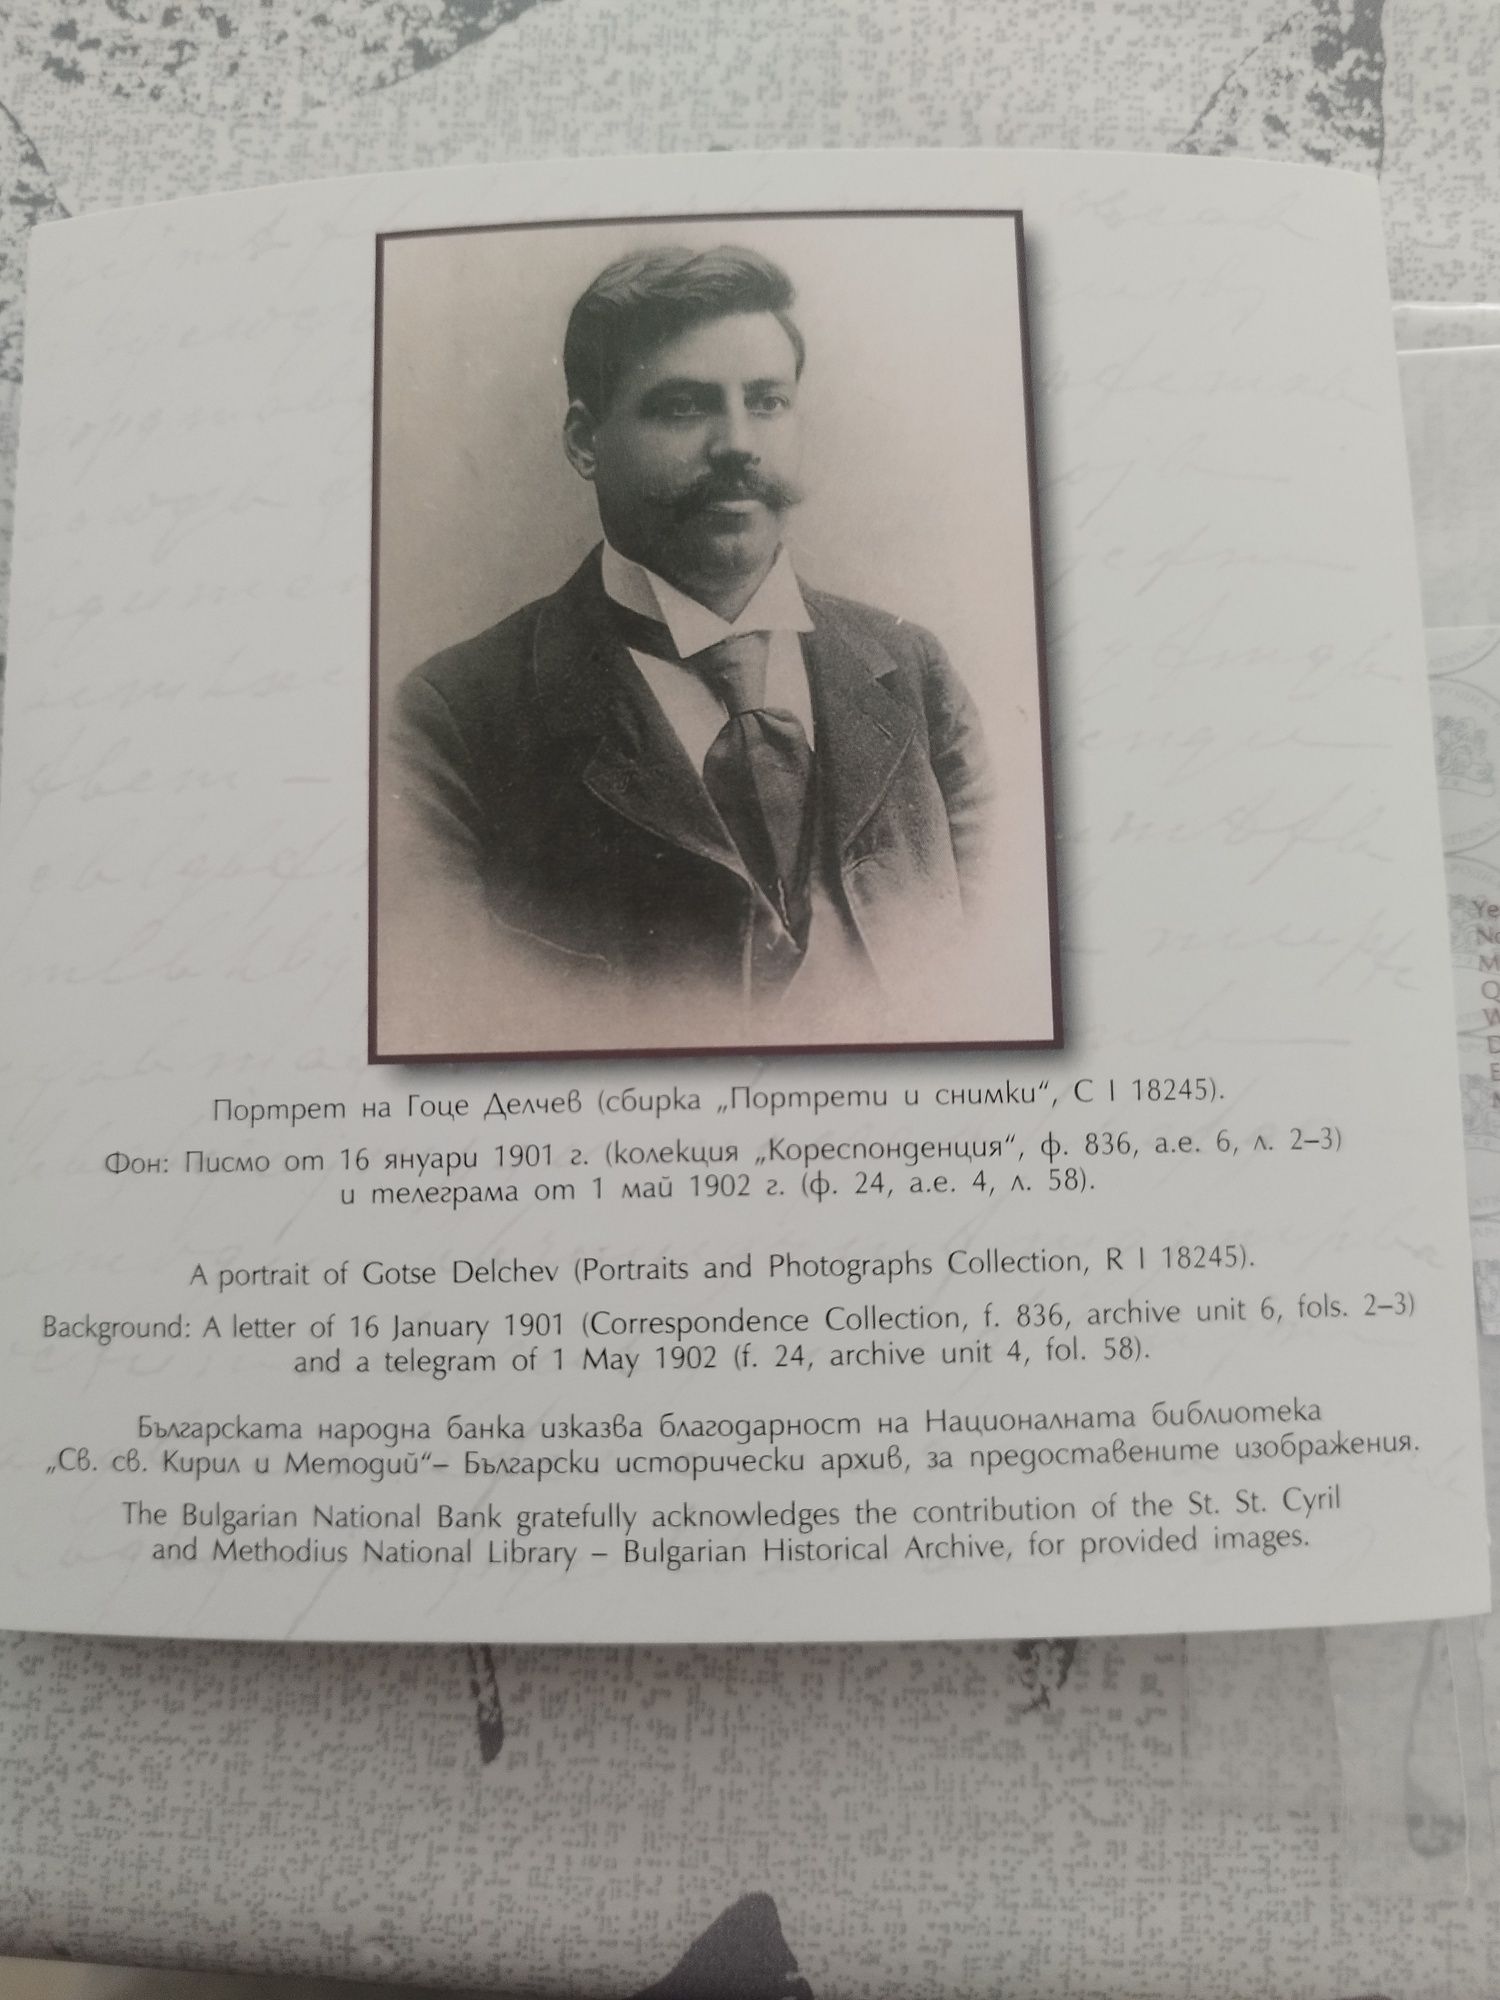 Портрет на Гоце Делчев (сбирка „Портрети и снимки“, С I 18245).
Фон: Писмо от 16 януари 1901 г. (колекция „Кореспонденция“, ф. 836, а.е. 6, л. 2–3)
и телеграма от 1 май 1902 г. (ф. 24, а.е. 4, л. 58).
A portrait of Gotse Delchev (Portraits and Photographs Collection, R I 18245).
Background: A letter of 16 January 1901 (Correspondence Collection, f. 836, archive unit 6, fols. 2–3)
and a telegram of 1 May 1902 (f. 24, archive unit 4, fol. 58).
Българската народна банка изказва благодарност на Националната библиотека
„Св. св. Кирил и Методий“– Български исторически архив, за предоставените изображения.
The Bulgarian National Bank gratefully acknowledges the contribution of the St. St. Cyril
and Methodius National Library – Bulgarian Historical Archive, for provided images.